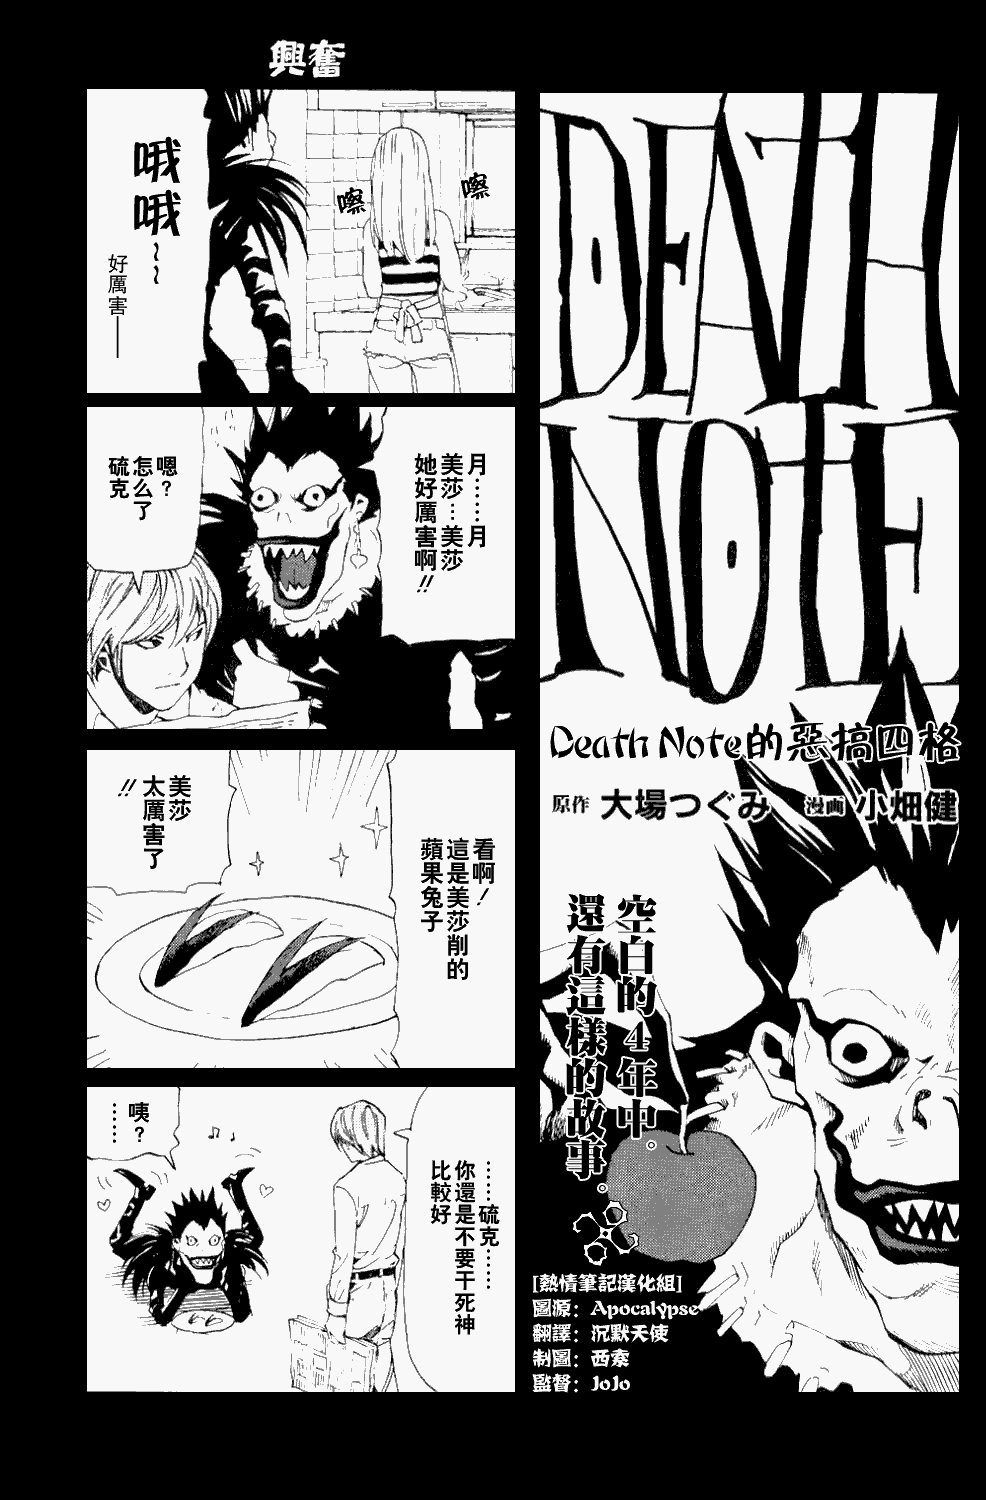 DEATH
NOTE
Death Note的惡搞四格
原作 大場つぐみ 漫画 小畑健
空白的4年中。
還有這樣的故事。
[熱情筆記漢化組]
圖源：Apocalypse
翻譯：沉默天使
制圖：西索
監督：JoJo
興奮
嚓
嚓
哦哦~~
好厲害——
月……月
美莎…美莎
她好厲害啊!!
嗯？
怎么了
硫克
看啊！
這是美莎削的
蘋果兔子
美莎
太厲害了
!!
……硫克……
你還是不要干死神
比較好
咦？
……